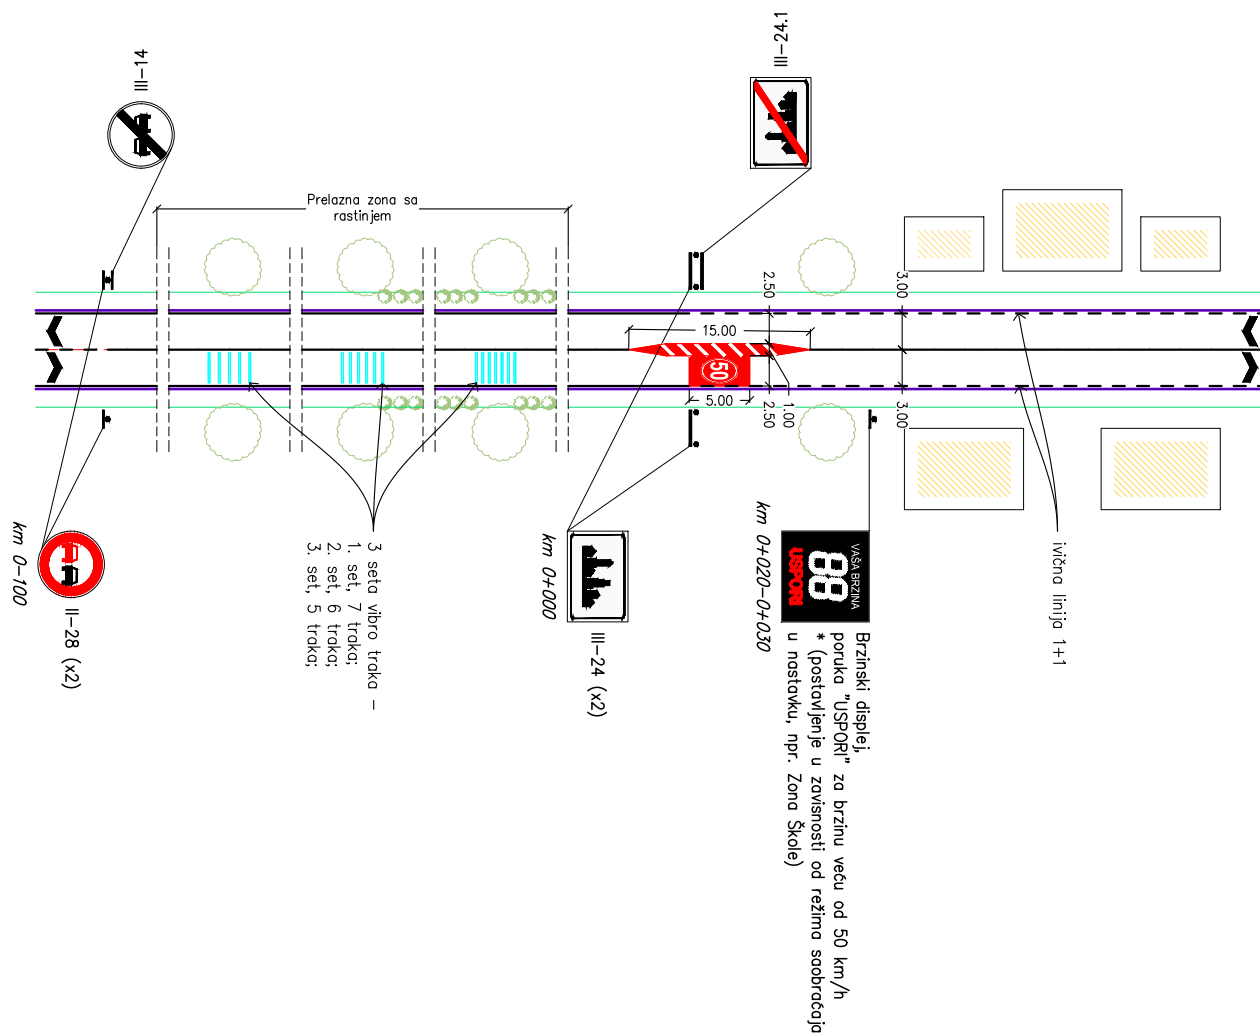 III-14
III-24.1
Prelazna zona sa
rastinjem
2.50
3.00
15.00
50
5.00
1.00
2.50
3.00
km 0-100
II-28 (x2)
3 seta vibro traka -
1. set, 7 traka;
2. set, 6 traka;
3. set, 5 traka;
km 0+000
III-24 (x2)
km 0+020-0+030
VAŠA BRZINA
88
USPORI
Brzinski displej,
poruka "USPORI" za brzinu veću od 50 km/h
* (postavljenje u zavisnosti od režima saobraćaja
u nastavku, npr. Zona Škole)
ivična linija 1+1